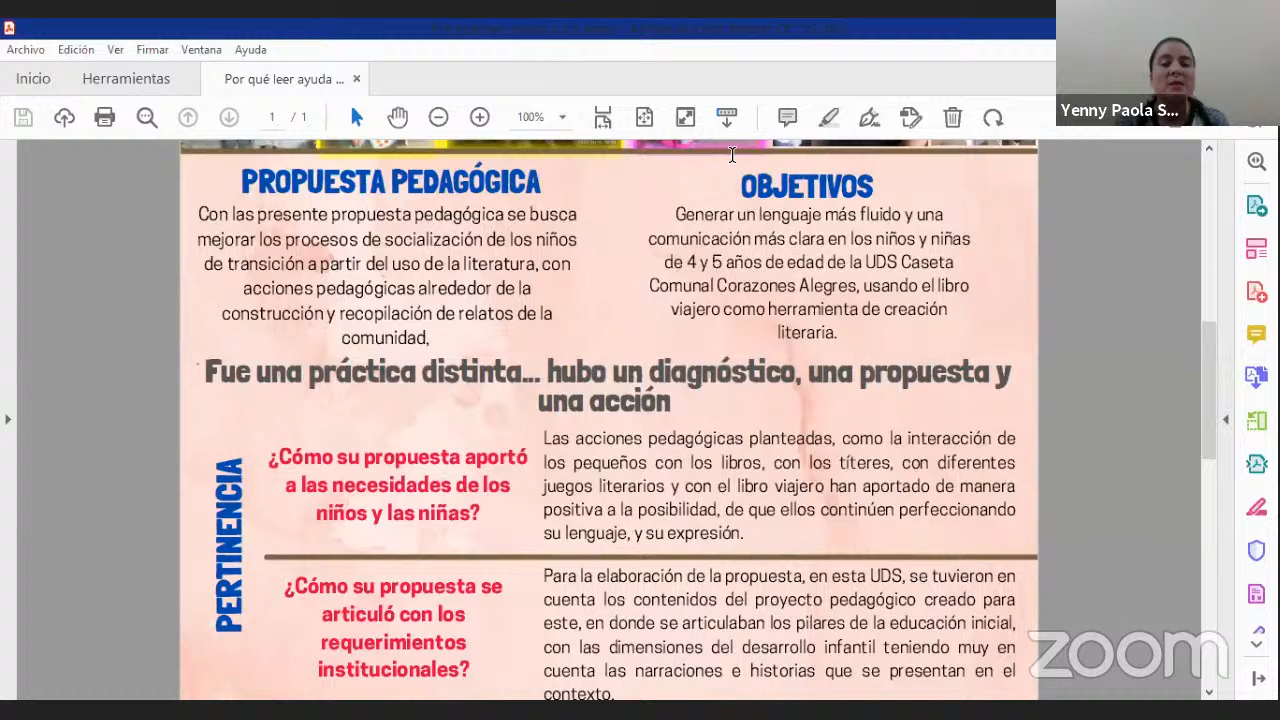 Archivo Edición Ver Firmar Ventana Ayuda
Inicio Herramientas Por qué leer ayuda ... ×
1 / 1 100%
Yenny Paola S...
PROPUESTA PEDAGÓGICA
Con las presente propuesta pedagógica se busca
mejorar los procesos de socialización de los niños
de transición a partir del uso de la literatura, con
acciones pedagógicas alrededor de la
construcción y recopilación de relatos de la
comunidad,
OBJETIVOS
Generar un lenguaje más fluido y una
comunicación más clara en los niños y niñas
de 4 y 5 años de edad de la UDS Caseta
Comunal Corazones Alegres, usando el libro
viajero como herramienta de creación
literaria.
Fue una práctica distinta... hubo un diagnóstico, una propuesta y
una acción
PERTINENCIA
¿Cómo su propuesta aportó
a las necesidades de los
niños y las niñas?
Las acciones pedagógicas planteadas, como la interacción de
los pequeños con los libros, con los títeres, con diferentes
juegos literarios y con el libro viajero han aportado de manera
positiva a la posibilidad, de que ellos continúen perfeccionando
su lenguaje, y su expresión.
¿Cómo su propuesta se
articuló con los
requerimientos
institucionales?
Para la elaboración de la propuesta, en esta UDS, se tuvieron en
cuenta los contenidos del proyecto pedagógico creado para
este, en donde se articulaban los pilares de la educación inicial,
con las dimensiones del desarrollo infantil teniendo muy en
cuenta las narraciones e historias que se presentan en el
contexto.
zoom